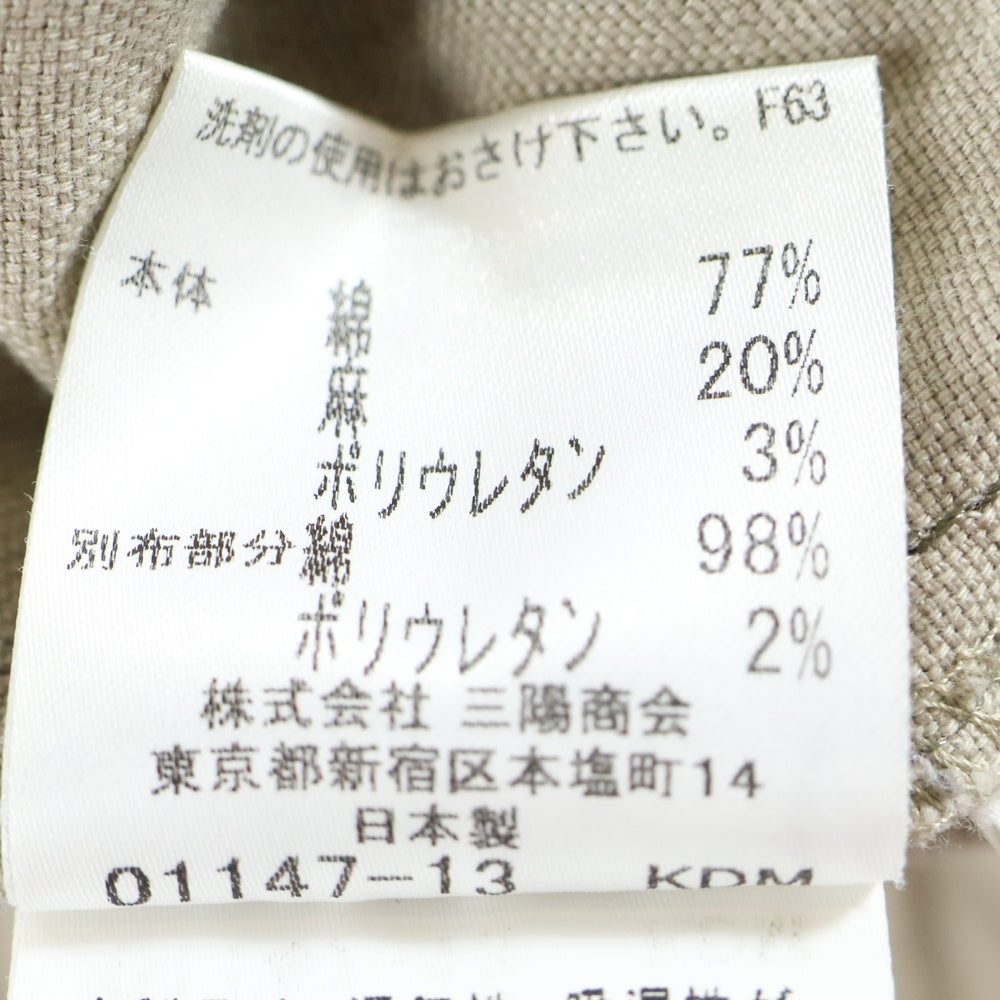 洗剤の使用はおさけ下さい。F63
本体 綿 77%
麻 20%
ポリウレタン 3%
別布部分 綿 98%
ポリウレタン 2%
株式会社 三陽商会
東京都新宿区本塩町14
日本製
01147-13 KDM